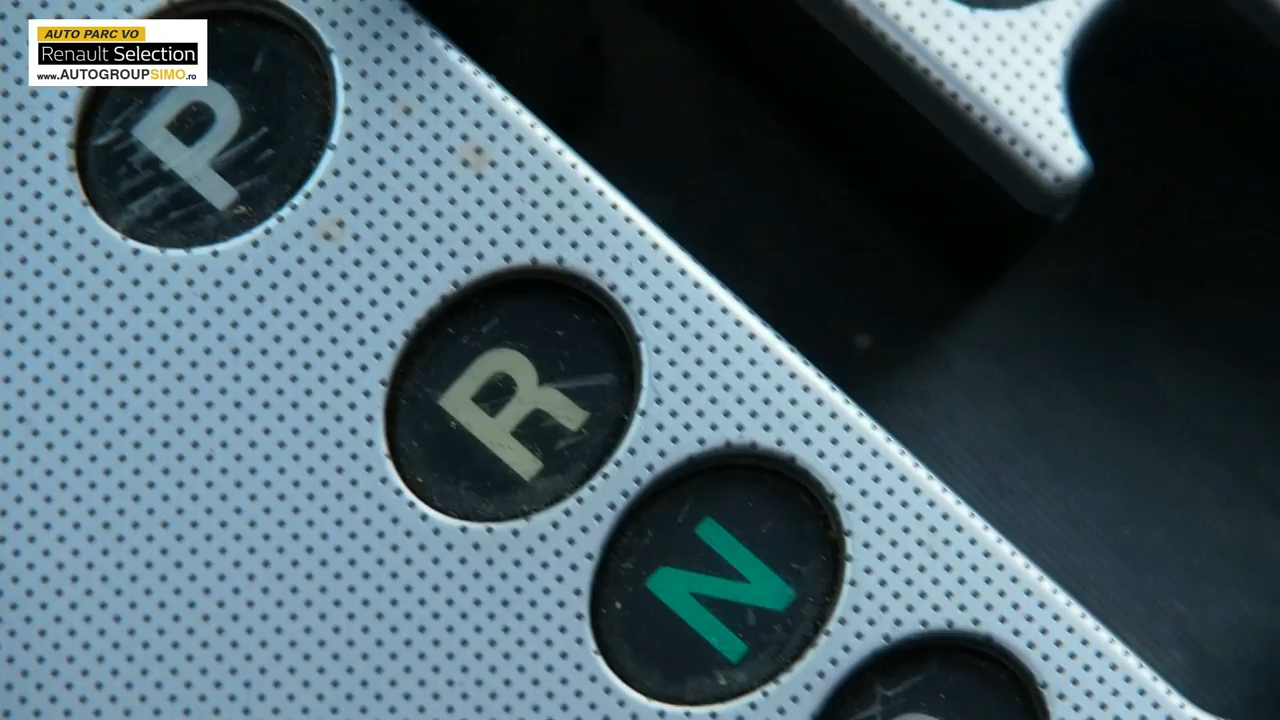 AUTO PARC VO
Renault Selection
www.AUTOGROUPSIMO.ro
P
R
N